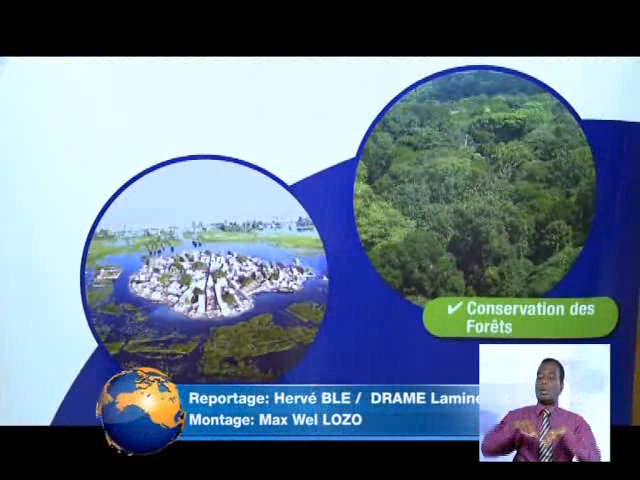 ✔ Conservation des
Forêts
Reportage: Hervé BLE / DRAME Lamine
Montage: Max Wel LOZO